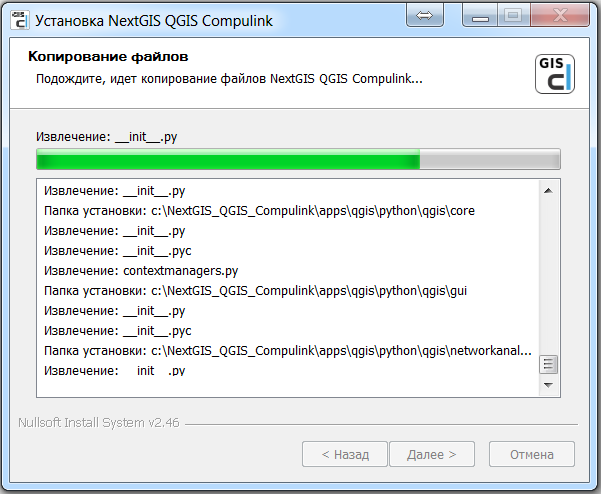 Установка NextGIS QGIS Compulink
Копирование файлов
Подождите, идет копирование файлов NextGIS QGIS Compulink...
GIS
cl
Извлечение: __init__.py
Извлечение: __init__.py
Папка установки: c:\NextGIS_QGIS_Compulink\apps\qgis\python\qgis\core
Извлечение: __init__.py
Извлечение: __init__.pyc
Извлечение: contextmanagers.py
Папка установки: c:\NextGIS_QGIS_Compulink\apps\qgis\python\qgis\gui
Извлечение: __init__.py
Извлечение: __init__.pyc
Папка установки: c:\NextGIS_QGIS_Compulink\apps\qgis\python\qgis\networkanal...
Извлечение: __init__.py
Nullsoft Install System v2.46
< Назад
Далее >
Отмена